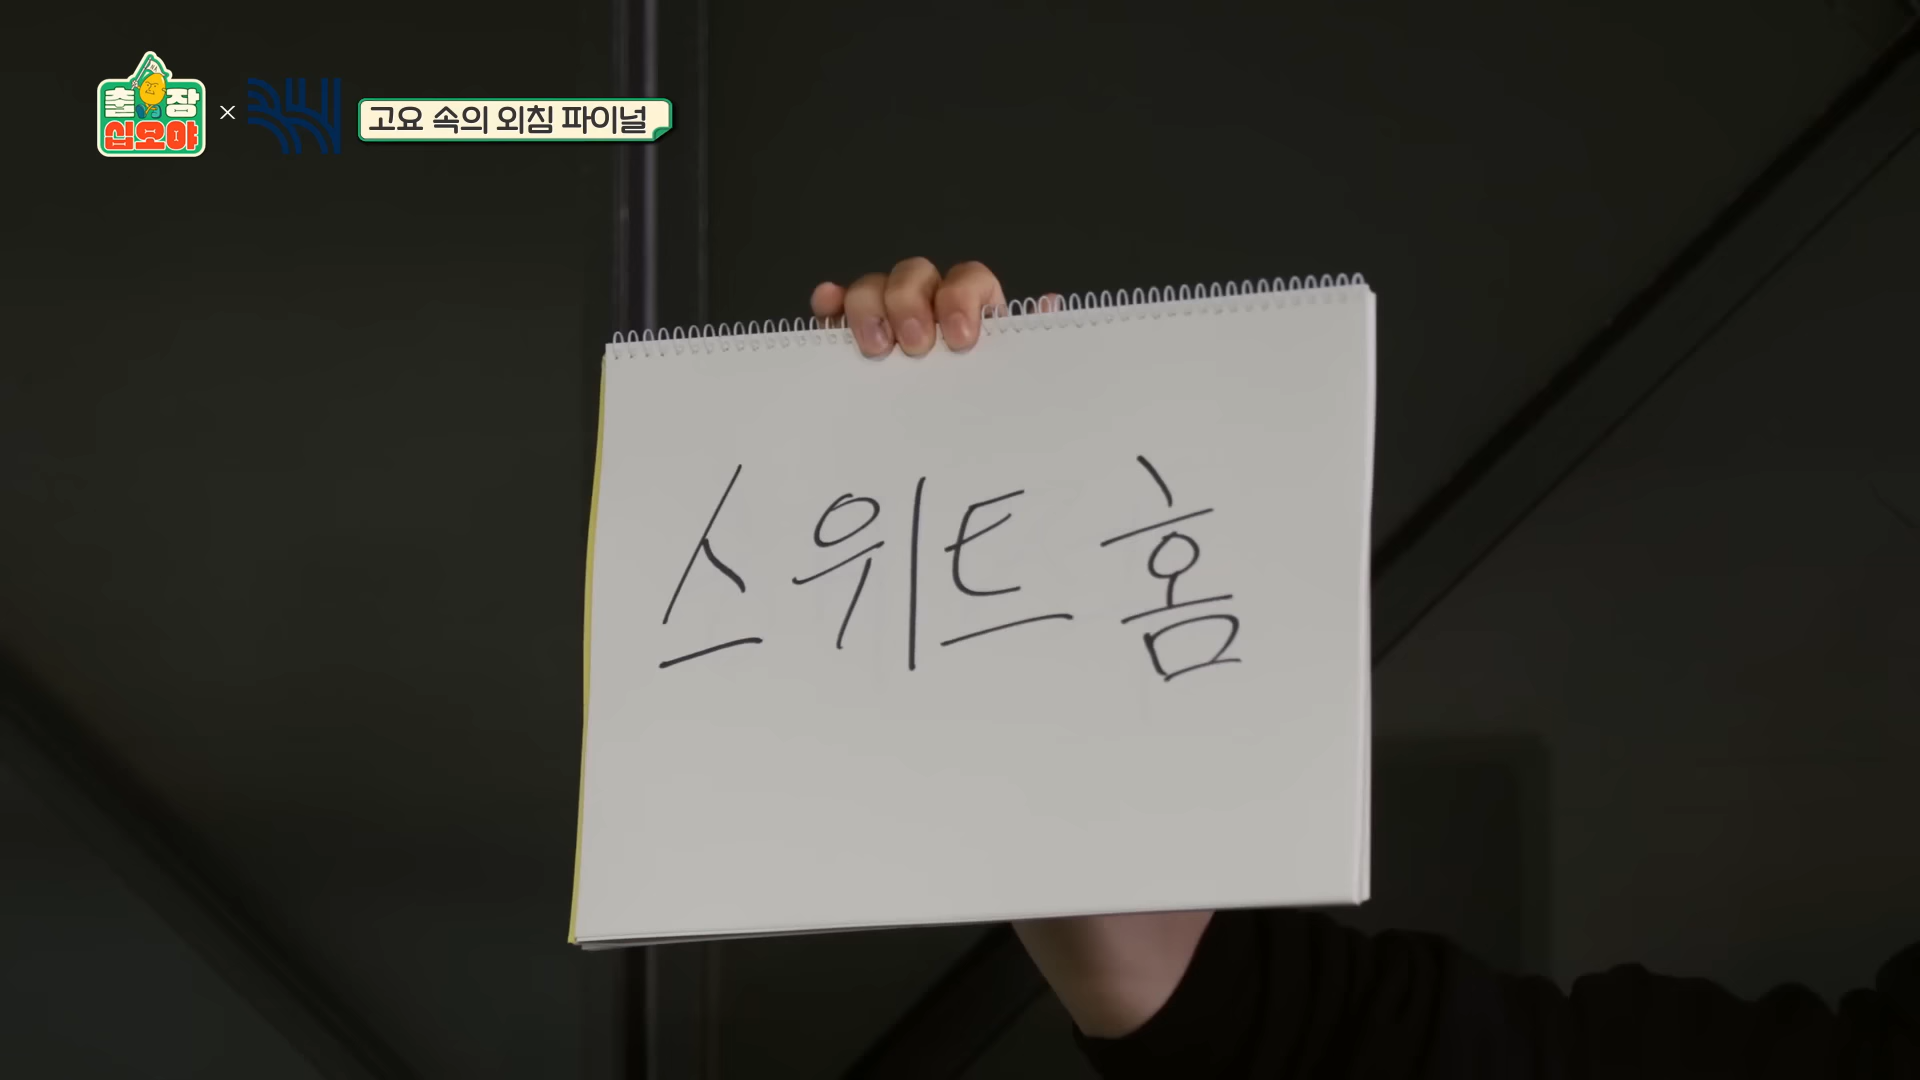 출장
십오야
×
고요 속의 외침 파이널
스위트 홈